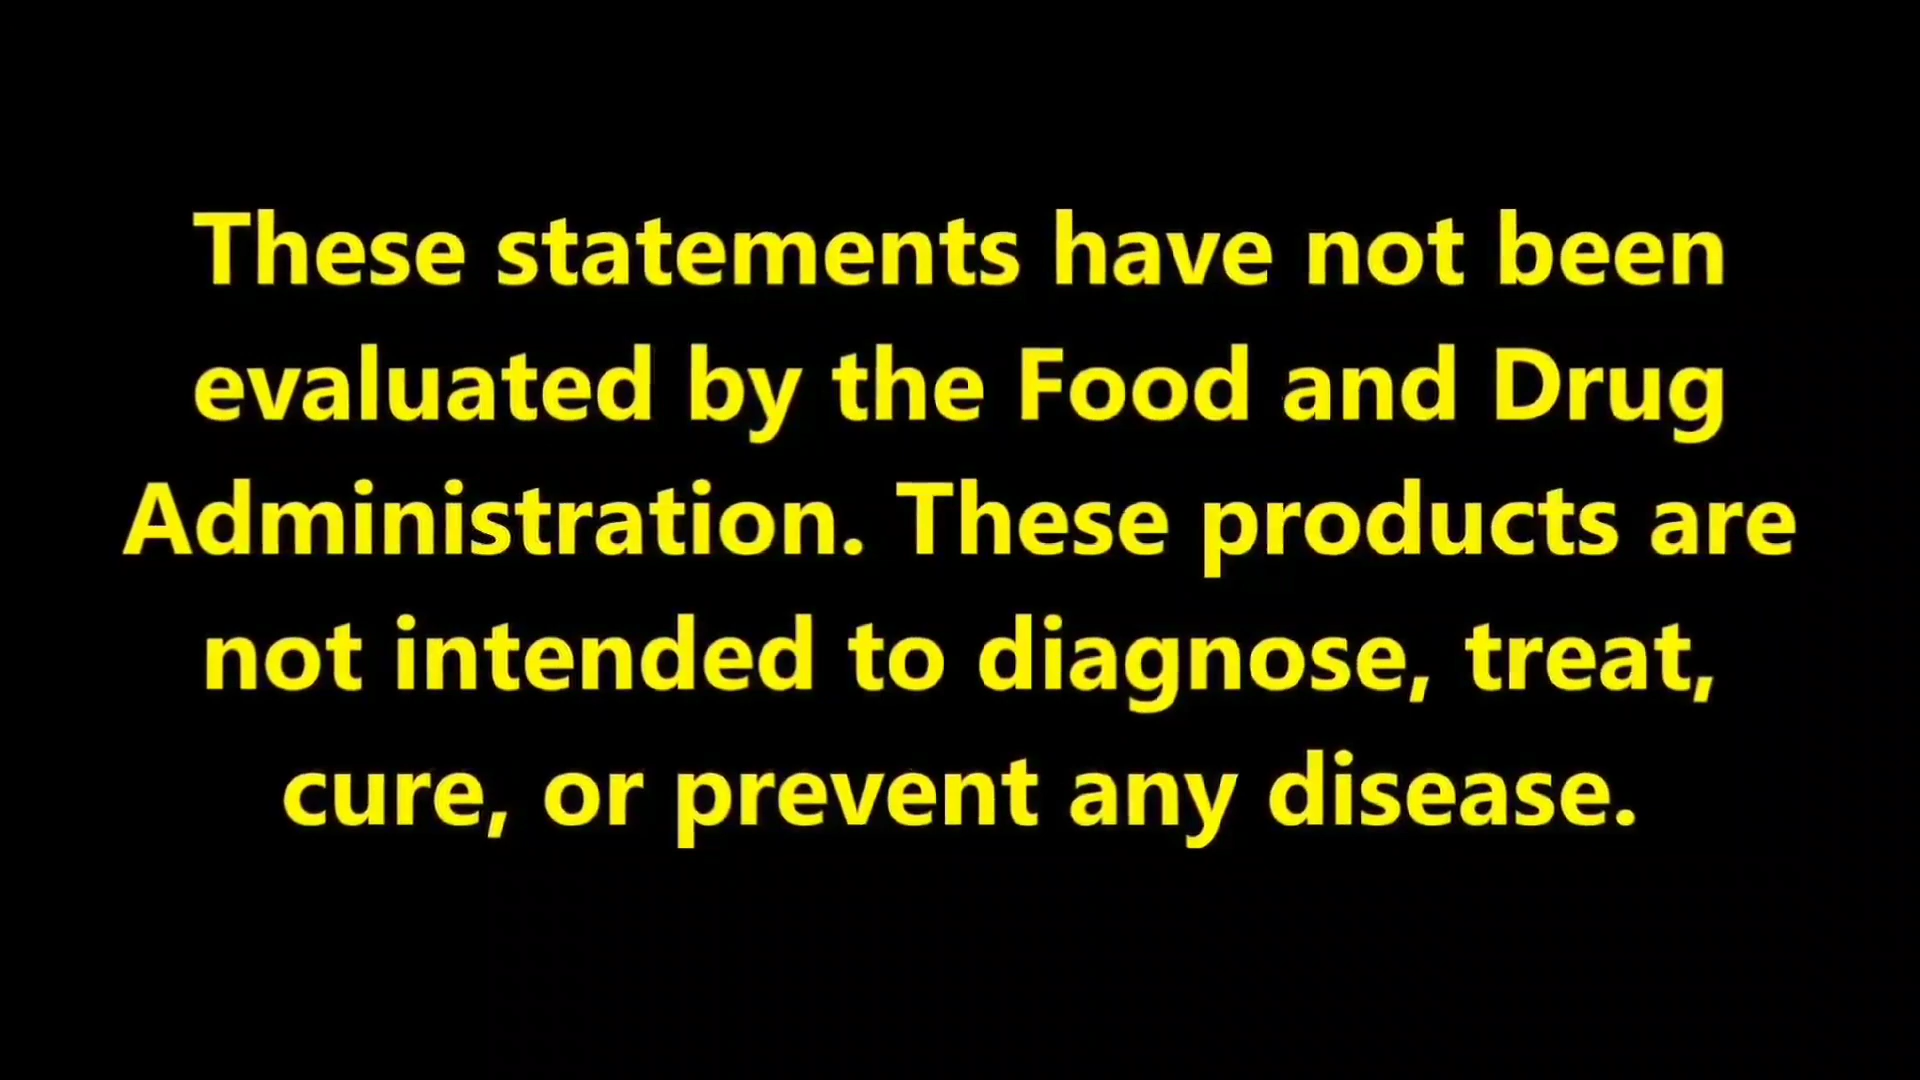 These statements have not been
evaluated by the Food and Drug
Administration. These products are
not intended to diagnose, treat,
cure, or prevent any disease.